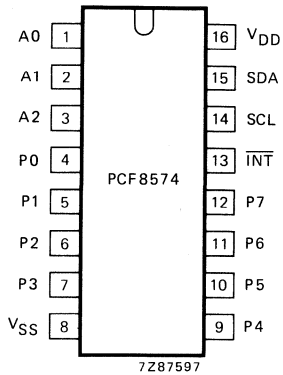 A0 1 16 VDD
A1 2 15 SDA
A2 3 14 SCL
P0 4 13 I̅N̅T̅
PCF8574
P1 5 12 P7
P2 6 11 P6
P3 7 10 P5
VSS 8 9 P4
7Z87597